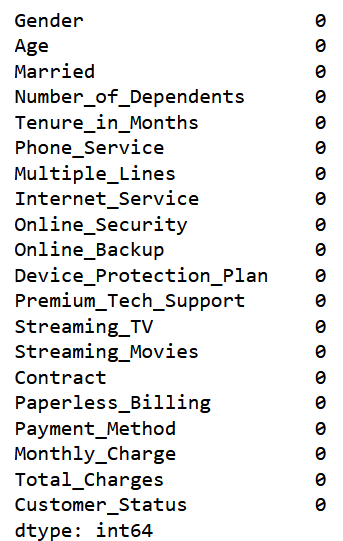 Gender 0
Age 0
Married 0
Number_of_Dependents 0
Tenure_in_Months 0
Phone_Service 0
Multiple_Lines 0
Internet_Service 0
Online_Security 0
Online_Backup 0
Device_Protection_Plan 0
Premium_Tech_Support 0
Streaming_TV 0
Streaming_Movies 0
Contract 0
Paperless_Billing 0
Payment_Method 0
Monthly_Charge 0
Total_Charges 0
Customer_Status 0
dtype: int64